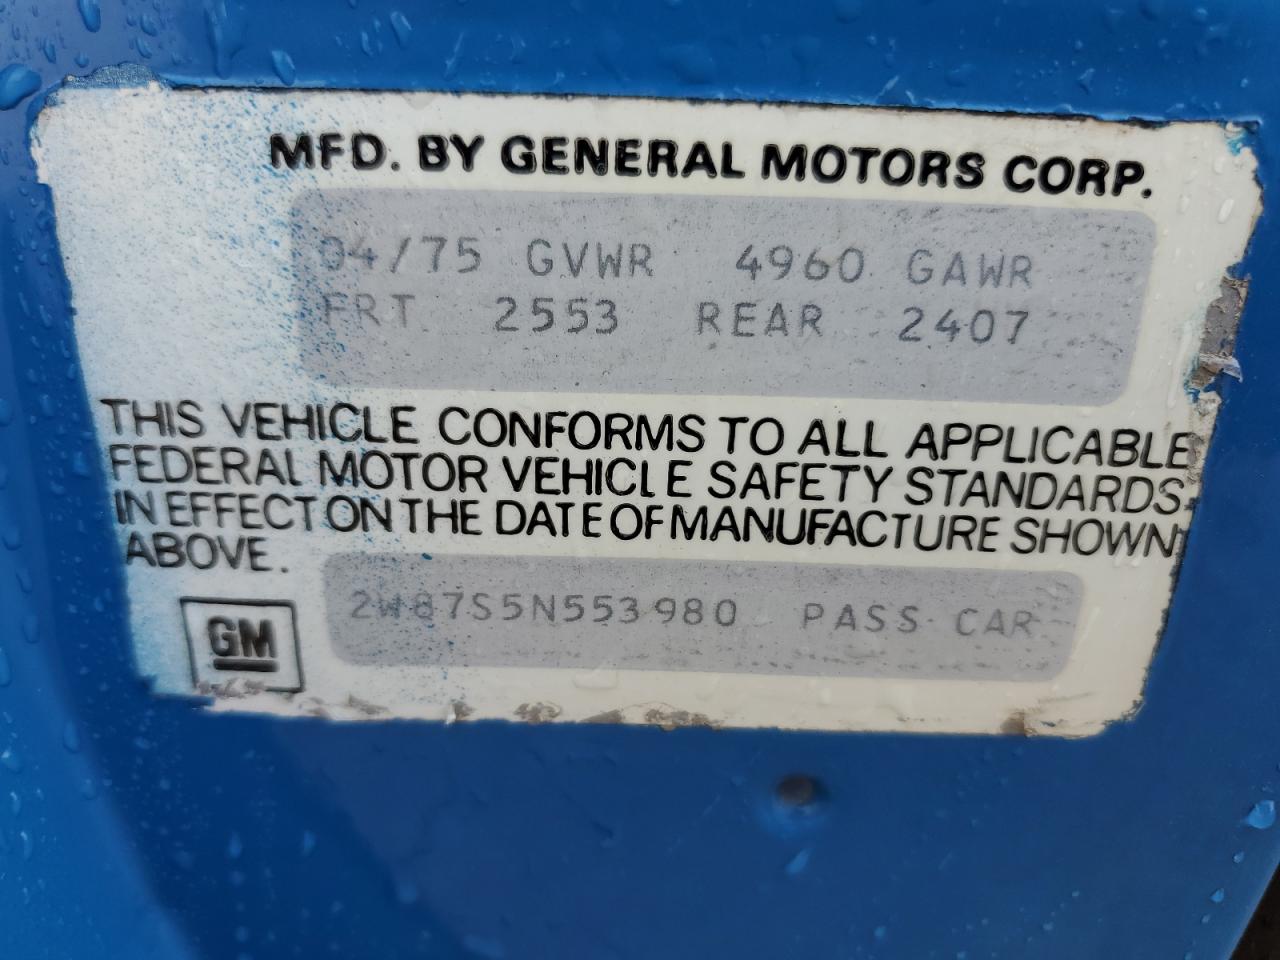 MFD. BY GENERAL MOTORS CORP.
04/75 GVWR 4960 GAWR
FRT 2553 REAR 2407
THIS VEHICLE CONFORMS TO ALL APPLICABLE
FEDERAL MOTOR VEHICLE SAFETY STANDARDS
IN EFFECT ON THE DATE OF MANUFACTURE SHOWN
ABOVE.
GM
2W87S5N553980 PASS CAR